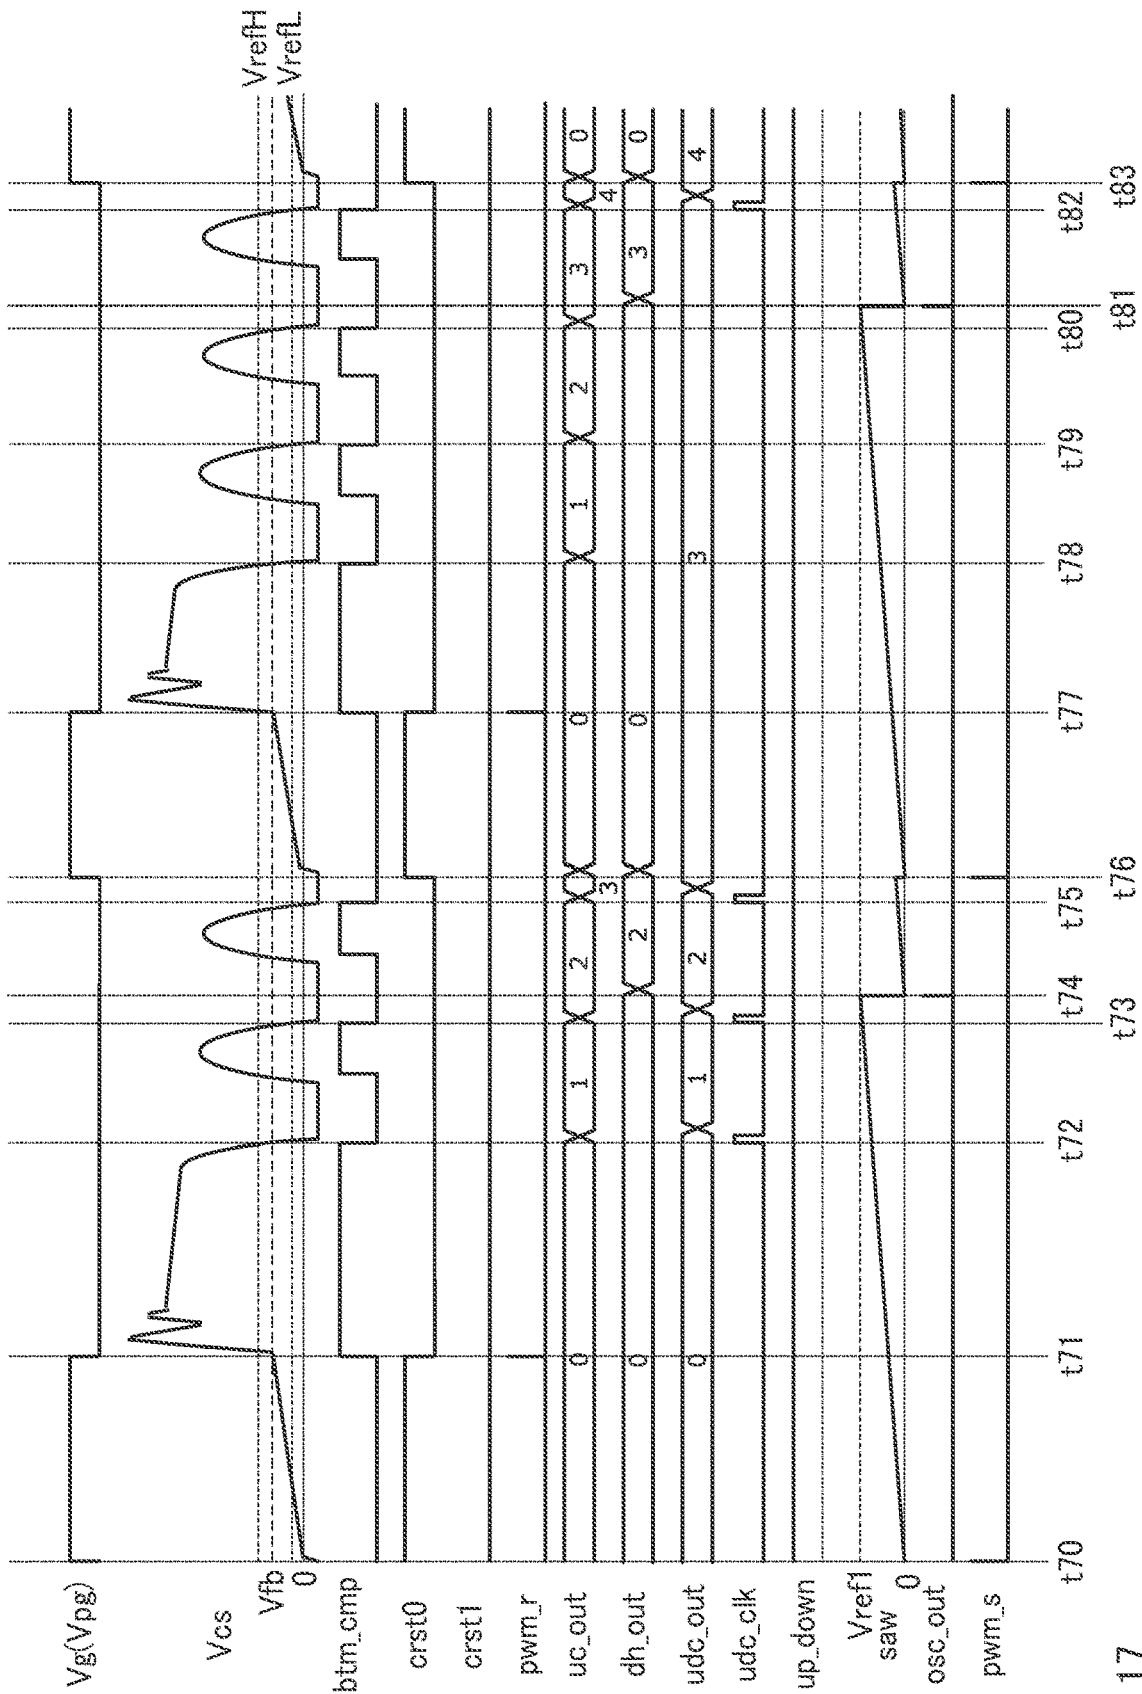 Vg(Vpg)
Vcs
VrefH
Vfb
VrefL
0
btm_cmp
crst0
crst1
pwm_r
uc_out 0 1 2 3 0 1 2 3 4 0
dh_out 0 2 0 3 0
udc_out 0 1 2 3 4
udc_clk
up_down
Vref1
saw
0
osc_out
pwm_s
t70 t71 t72 t73 t74 t75 t76 t77 t78 t79 t80 t81 t82 t83
17